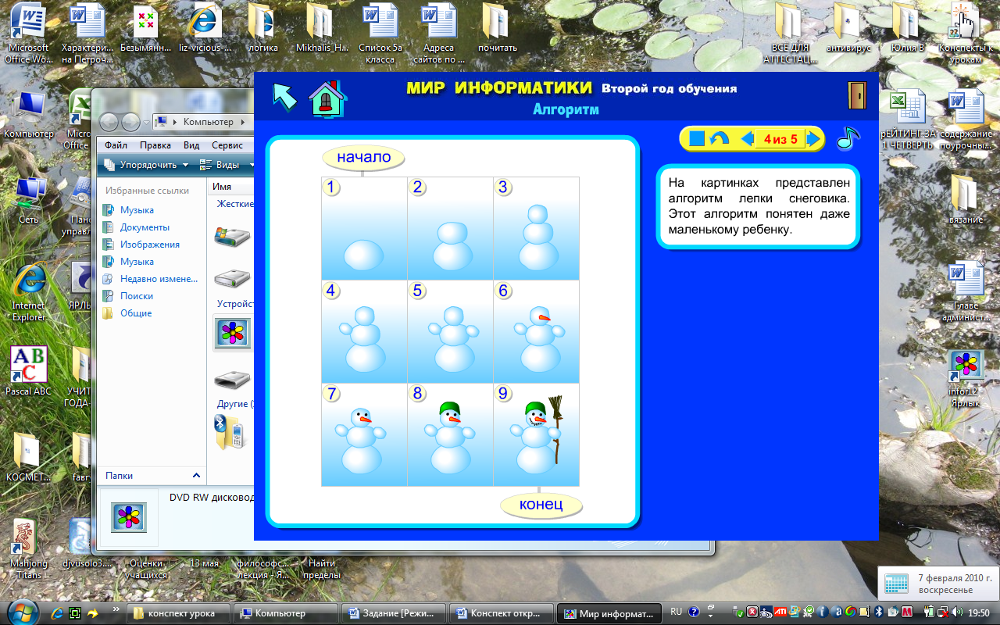 Microsoft Office Wo...
Характери... на Петроч...
Безымянн...
liz-vicious-...
логика
Mikhalis_H...
Список 5а класса
Адреса сайтов по ...
почитать
ВСЕ ДЛЯ АТТЕСТАЦ...
антивирус
Юлия В
Конспекты к урокам
МИР ИНФОРМАТИКИ Второй год обучения
Алгоритм
Компьютер
Micro Office
Компьютер
Файл Правка Вид Сервис
Упорядочить Виды
4 из 5
рЕЙТИНГ ЗА 1 ЧЕТВЕРТЬ
содержание поурочны...
начало
1
2
3
На картинках представлен
алгоритм лепки снеговика.
Этот алгоритм понятен даже
маленькому ребенку.
Избранные ссылки
Имя
Жесткие
Музыка
Документы
Изображения
Музыка
Недавно измене...
Поиски
Общие
Сеть
Пане управл...
вязание
4
5
6
Устройст
Internet Explorer
ЯРЛЫ
Главе админист...
ABC
Pascal ABC
УЧИТ ГОДА-
7
8
9
Другие (
infor12 - Ярлык
КОСМЕТ...
fавг
Папки
DVD RW дисковод
конец
Mahjong Titans
djvusolo3....
Оценки учащихся
13 мая
философс... лекция - Я...
Найти пределы
7 февраля 2010 г.
воскресенье
конспект урока
Компьютер
Задание [Режи...
Конспект откр...
Мир информат...
RU
ATI
19:50